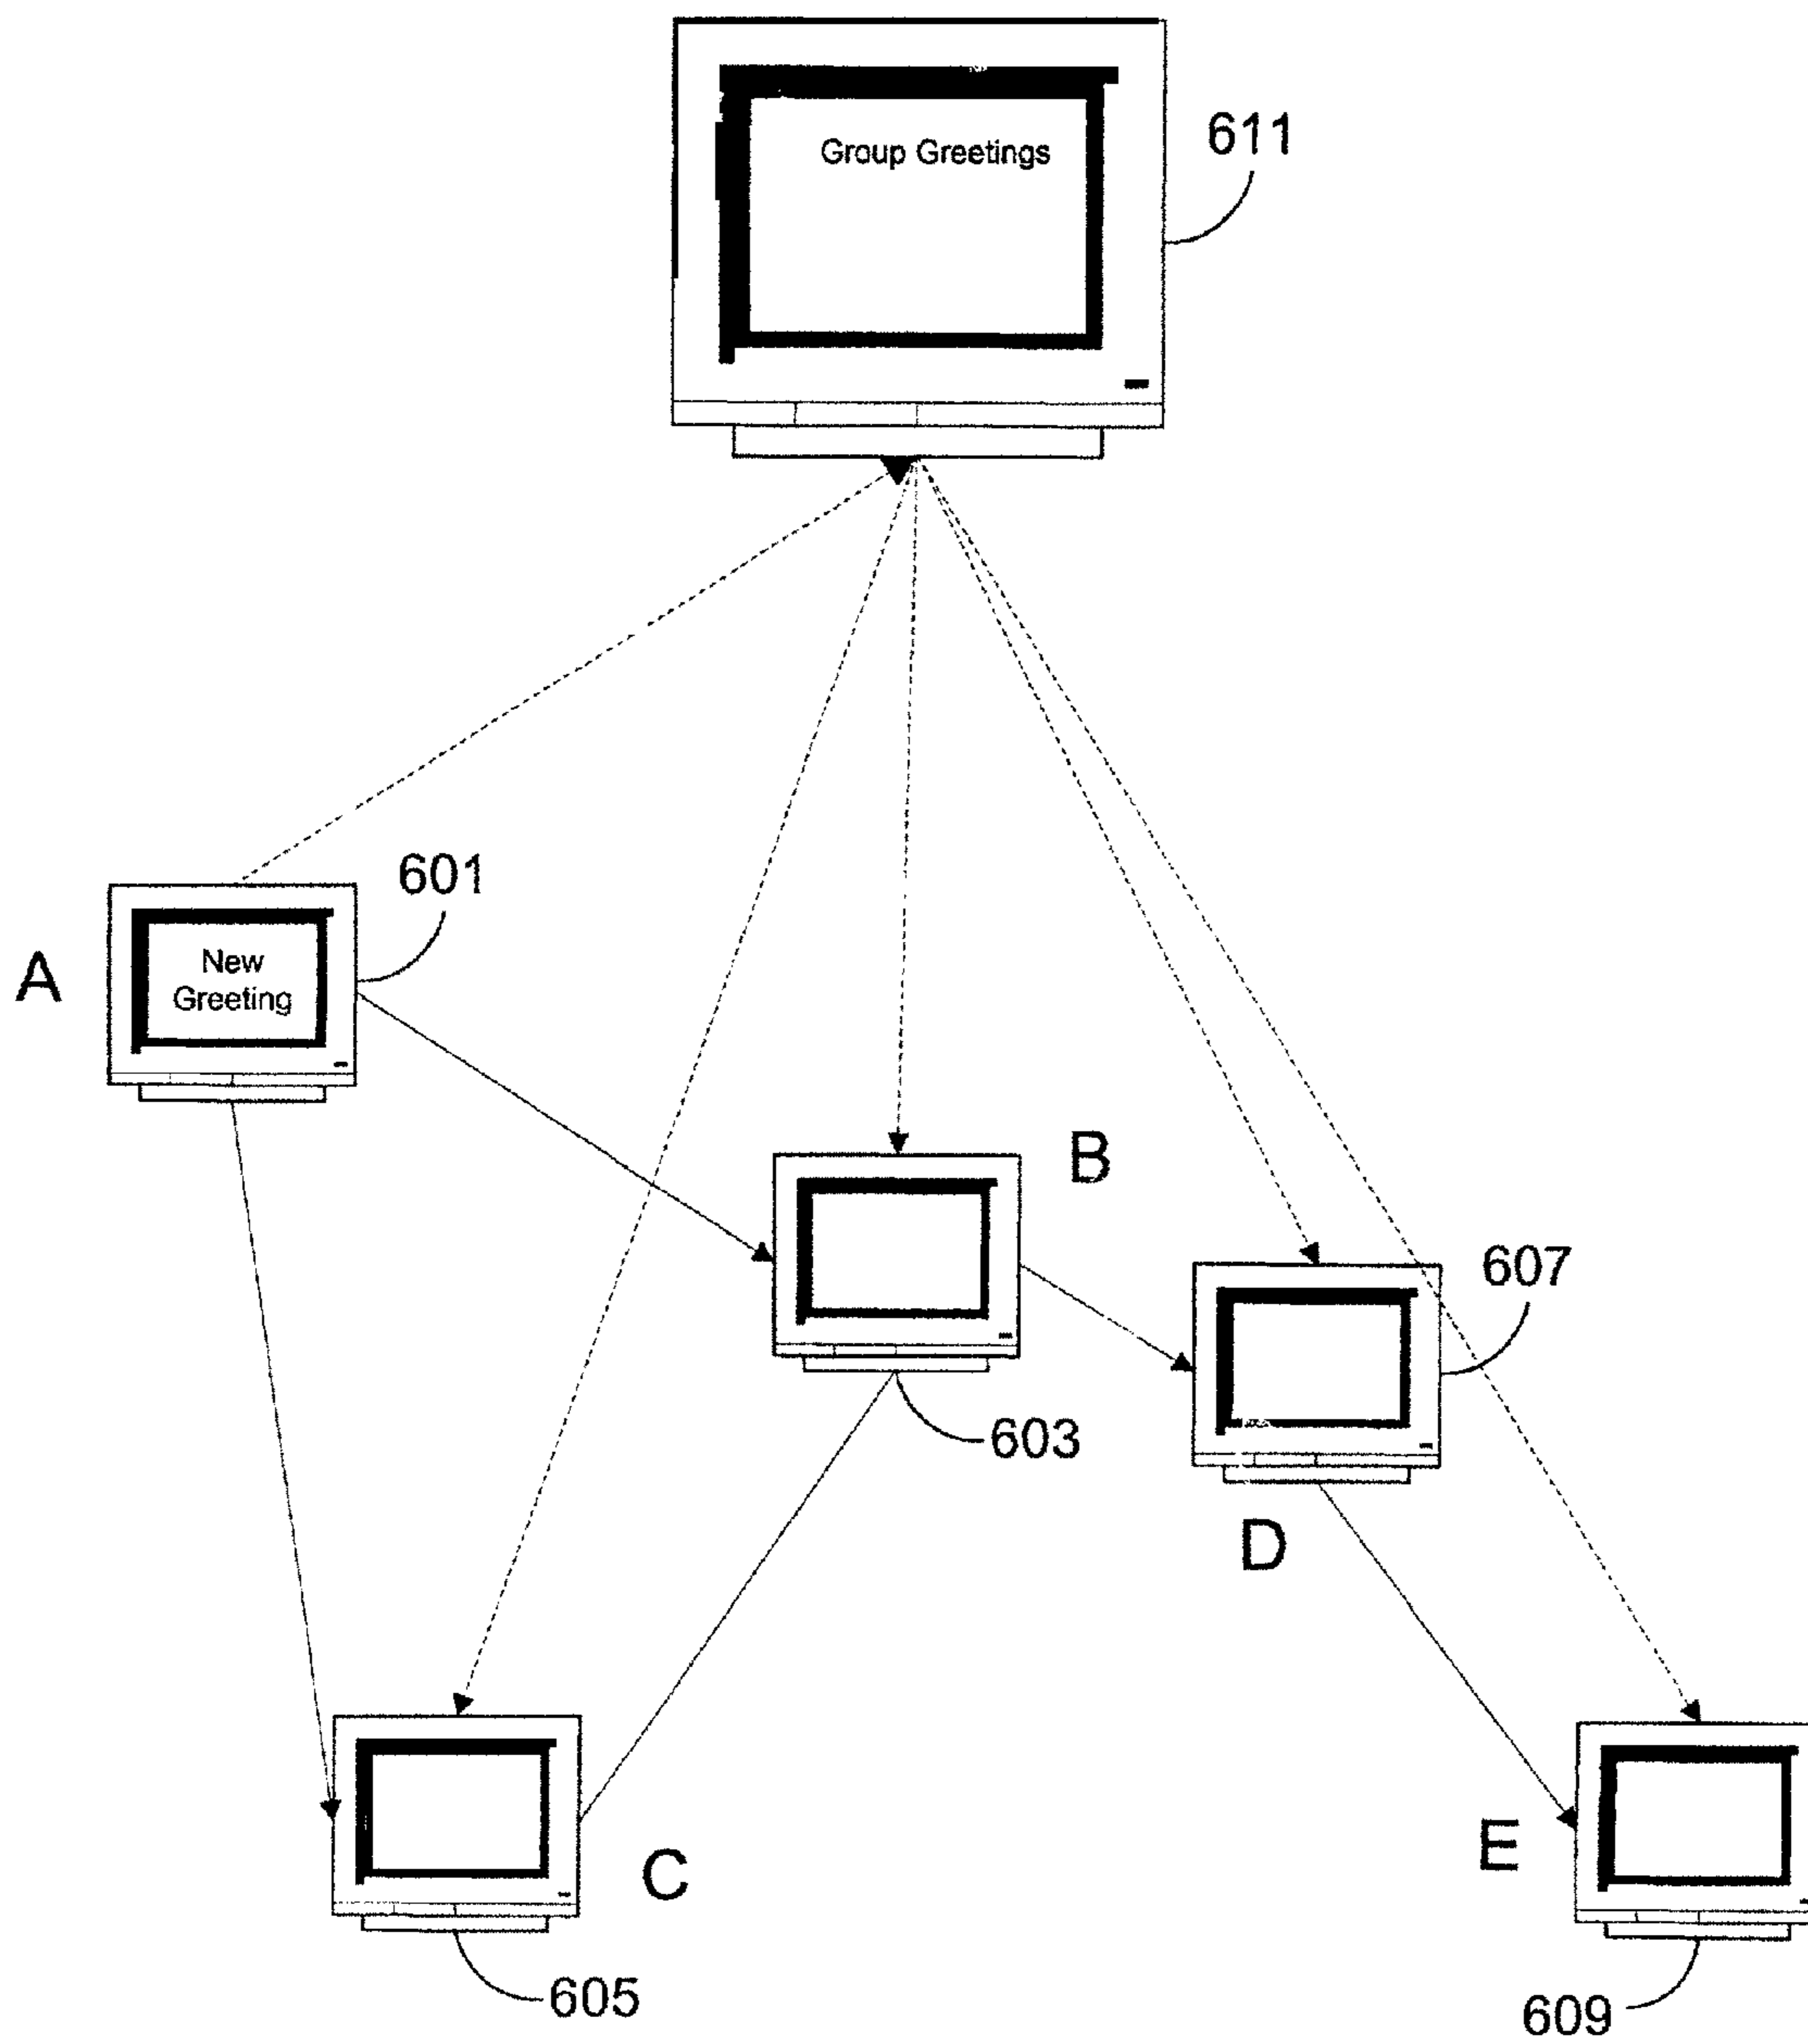 Group Greetings
611
601
A
New
Greeting
B
607
603
D
E
C
605
609